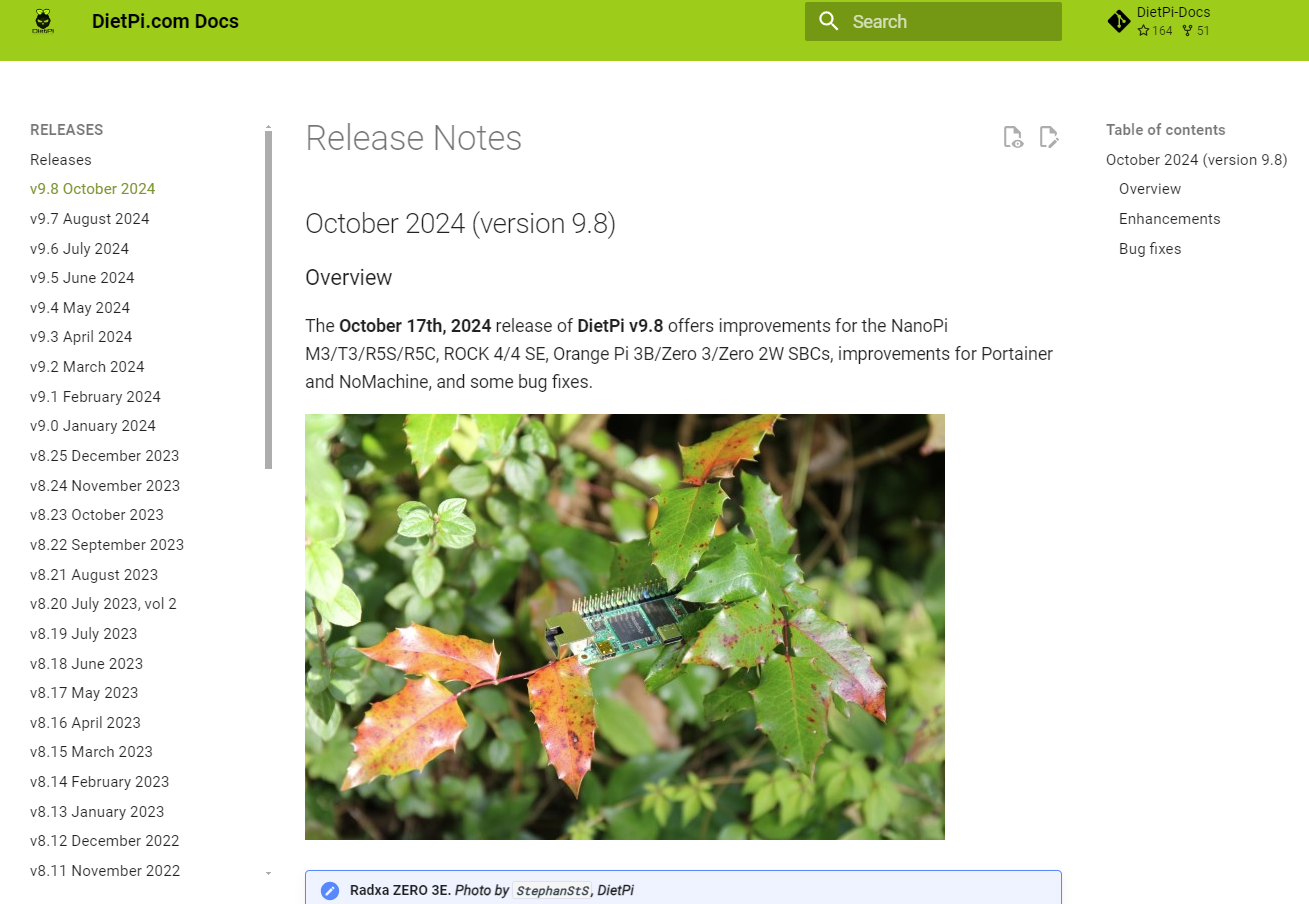 DietPi
DietPi.com Docs
Search
DietPi-Docs
164 51
RELEASES
Releases
v9.8 October 2024
v9.7 August 2024
v9.6 July 2024
v9.5 June 2024
v9.4 May 2024
v9.3 April 2024
v9.2 March 2024
v9.1 February 2024
v9.0 January 2024
v8.25 December 2023
v8.24 November 2023
v8.23 October 2023
v8.22 September 2023
v8.21 August 2023
v8.20 July 2023, vol 2
v8.19 July 2023
v8.18 June 2023
v8.17 May 2023
v8.16 April 2023
v8.15 March 2023
v8.14 February 2023
v8.13 January 2023
v8.12 December 2022
v8.11 November 2022
Release Notes
October 2024 (version 9.8)
Overview
The October 17th, 2024 release of DietPi v9.8 offers improvements for the NanoPi
M3/T3/R5S/R5C, ROCK 4/4 SE, Orange Pi 3B/Zero 3/Zero 2W SBCs, improvements for Portainer
and NoMachine, and some bug fixes.
Radxa ZERO 3E. Photo by StephanStS, DietPi
Table of contents
October 2024 (version 9.8)
Overview
Enhancements
Bug fixes